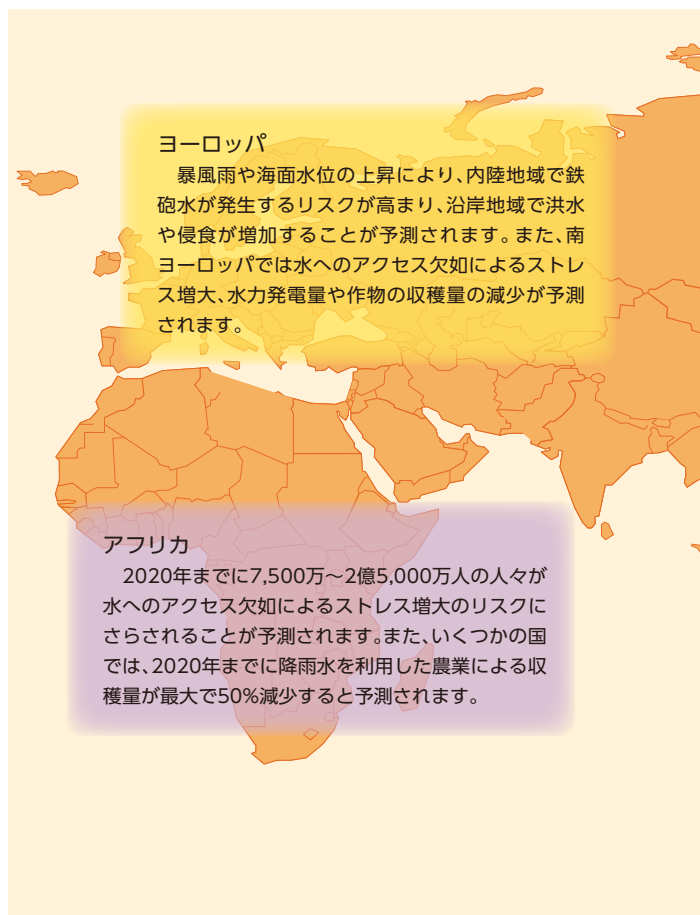 ヨーロッパ
　暴風雨や海面水位の上昇により、内陸地域で鉄
砲水が発生するリスクが高まり、沿岸地域で洪水
や侵食が増加することが予測されます。また、南
ヨーロッパでは水へのアクセス欠如によるストレ
ス増大、水力発電量や作物の収穫量の減少が予測
されます。
アフリカ
　2020年までに7,500万～2億5,000万人の人々が
水へのアクセス欠如によるストレス増大のリスクに
さらされることが予測されます。また、いくつかの国
では、2020年までに降雨水を利用した農業による収
穫量が最大で50%減少すると予測されます。